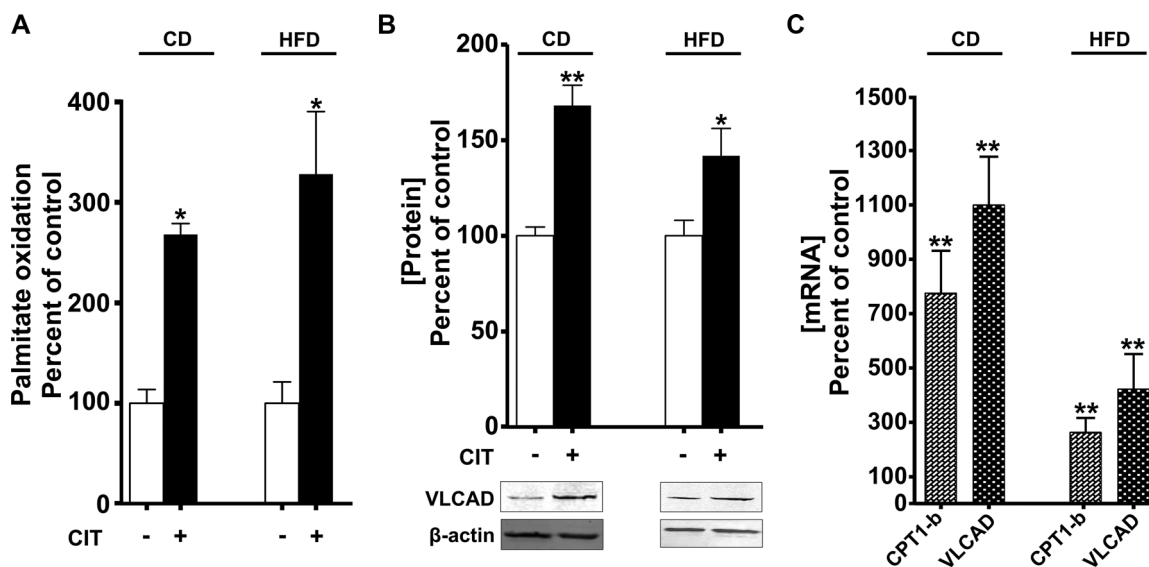 A
CD HFD
Palmitate oxidation
Percent of control
400
300
200
100
0
* *
CIT - + - +
B
CD HFD
[Protein]
Percent of control
200
150
100
50
0
** *
CIT - + - +
VLCAD
β-actin
C
CD HFD
[mRNA]
Percent of control
1500
1300
1100
900
700
500
300
100
0
** ** ** **
CPT1-b VLCAD CPT1-b VLCAD